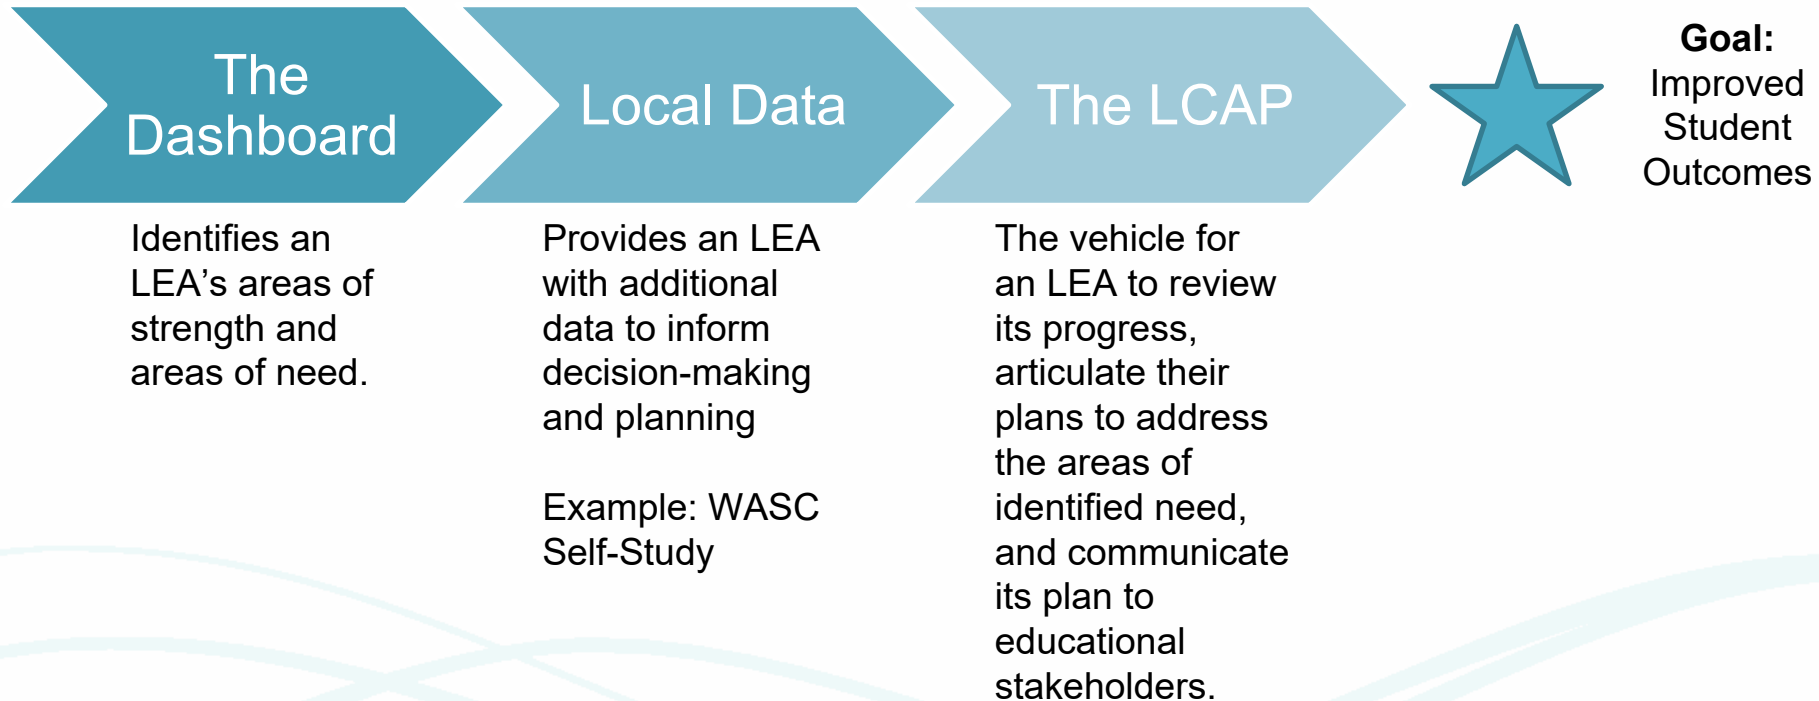 The
Dashboard
Local Data
The LCAP
Goal:
Improved
Student
Outcomes
Identifies an
LEA’s areas of
strength and
areas of need.
Provides an LEA
with additional
data to inform
decision-making
and planning
Example: WASC
Self-Study
The vehicle for
an LEA to review
its progress,
articulate their
plans to address
the areas of
identified need,
and communicate
its plan to
educational
stakeholders.